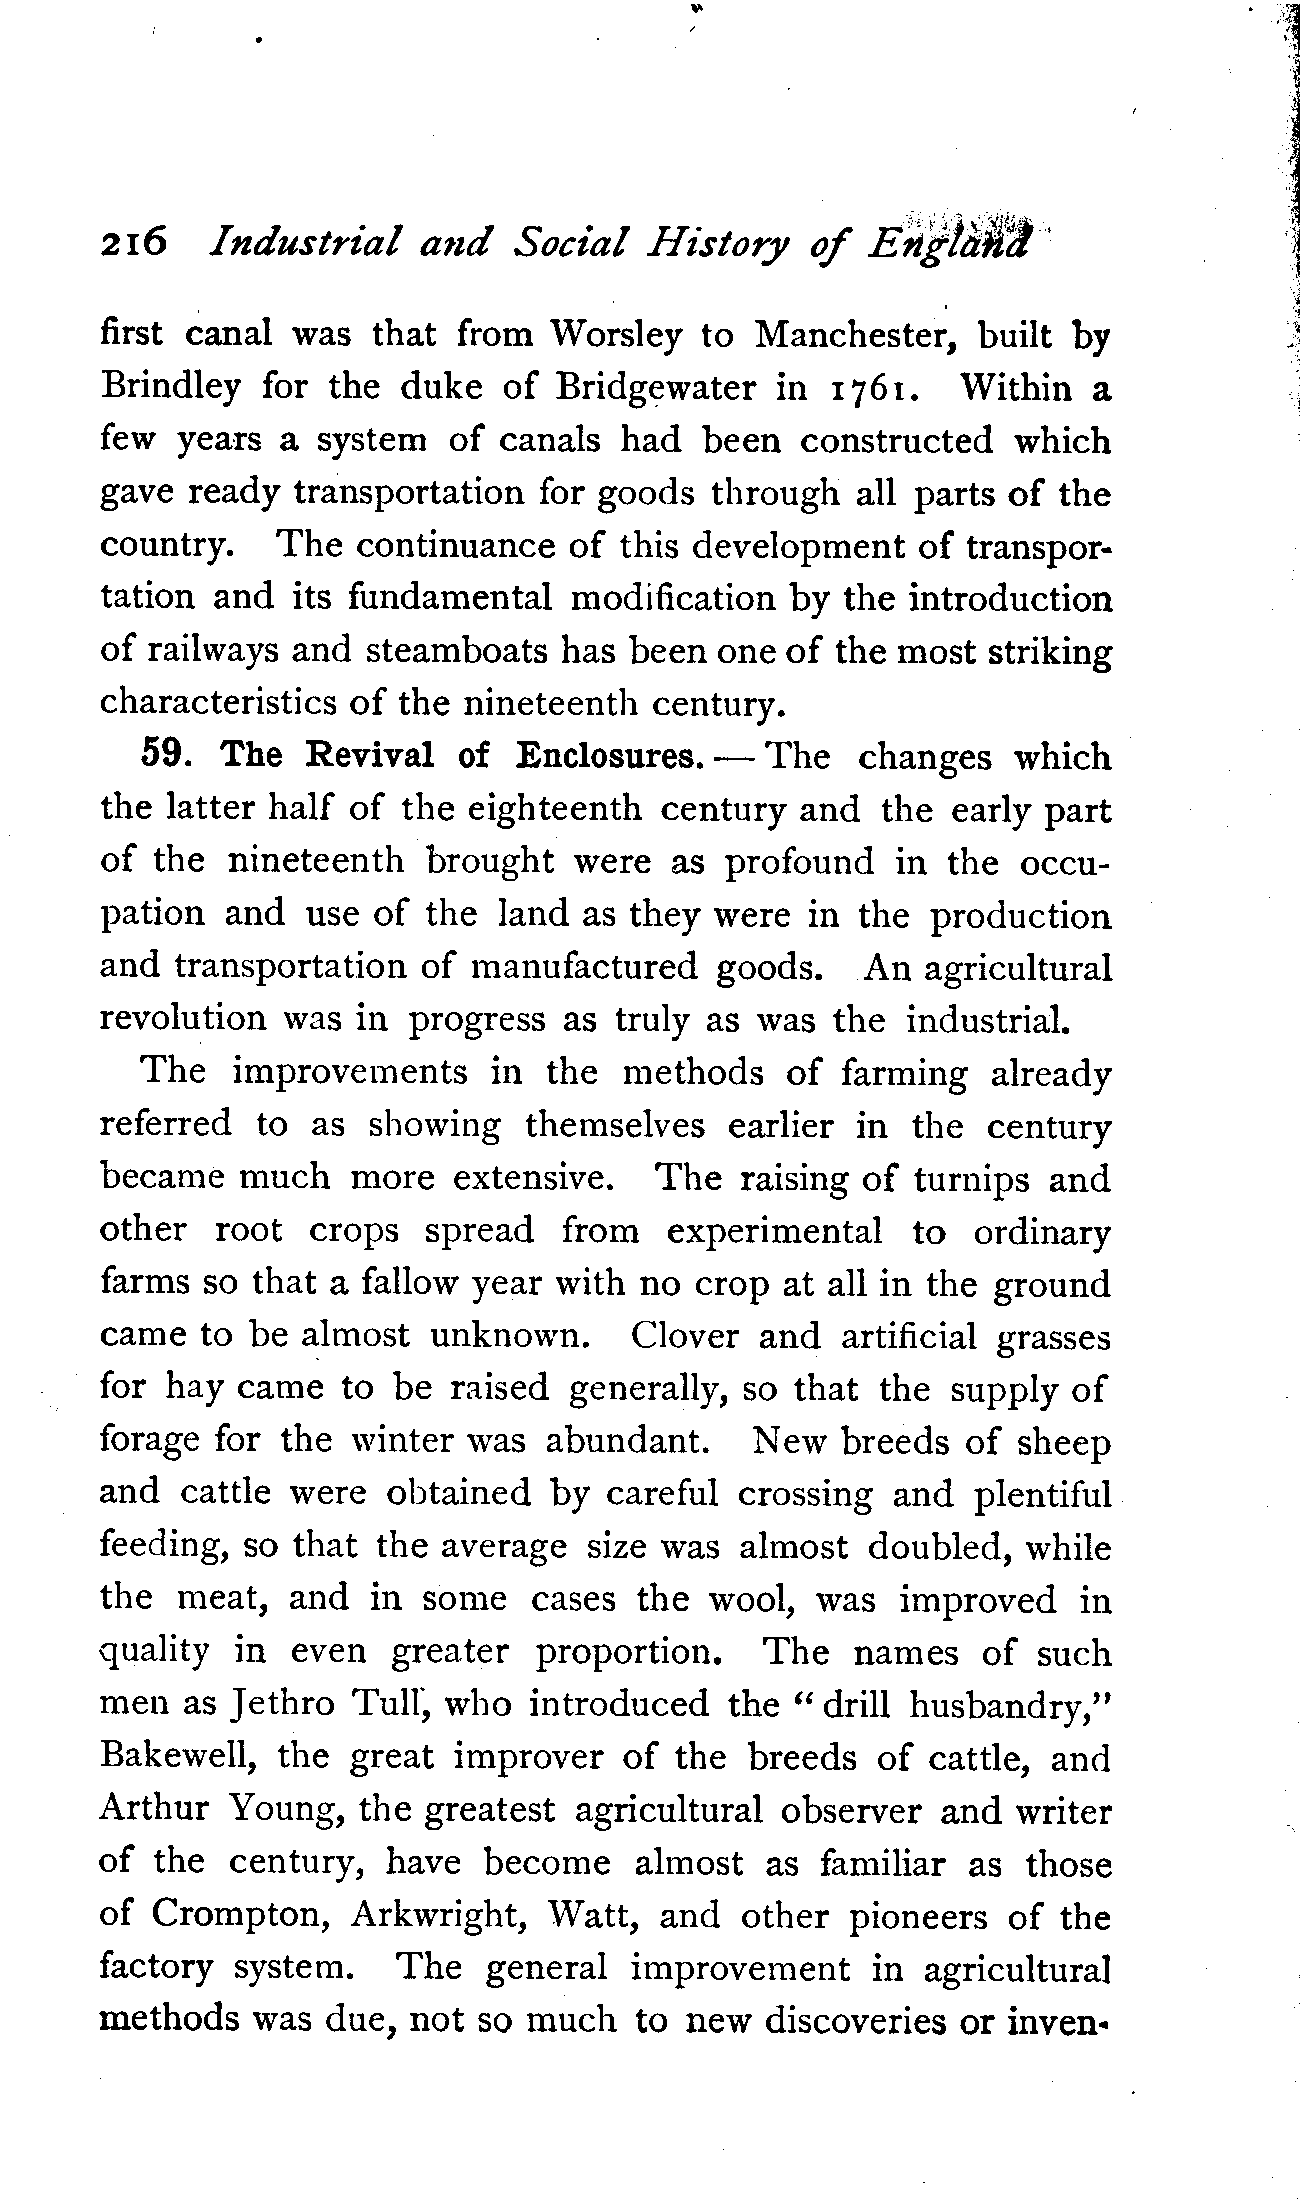 216 Industrial and Social History of England
first canal was that from Worsley to Manchester, built by
Brindley for the duke of Bridgewater in 1761. Within a
few years a system of canals had been constructed which
gave ready transportation for goods through all parts of the
country. The continuance of this development of transpor-
tation and its fundamental modification by the introduction
of railways and steamboats has been one of the most striking
characteristics of the nineteenth century.
59. The Revival of Enclosures. — The changes which
the latter half of the eighteenth century and the early part
of the nineteenth brought were as profound in the occu-
pation and use of the land as they were in the production
and transportation of manufactured goods. An agricultural
revolution was in progress as truly as was the industrial.
The improvements in the methods of farming already
referred to as showing themselves earlier in the century
became much more extensive. The raising of turnips and
other root crops spread from experimental to ordinary
farms so that a fallow year with no crop at all in the ground
came to be almost unknown. Clover and artificial grasses
for hay came to be raised generally, so that the supply of
forage for the winter was abundant. New breeds of sheep
and cattle were obtained by careful crossing and plentiful
feeding, so that the average size was almost doubled, while
the meat, and in some cases the wool, was improved in
quality in even greater proportion. The names of such
men as Jethro Tull, who introduced the "drill husbandry,"
Bakewell, the great improver of the breeds of cattle, and
Arthur Young, the greatest agricultural observer and writer
of the century, have become almost as familiar as those
of Crompton, Arkwright, Watt, and other pioneers of the
factory system. The general improvement in agricultural
methods was due, not so much to new discoveries or inven-